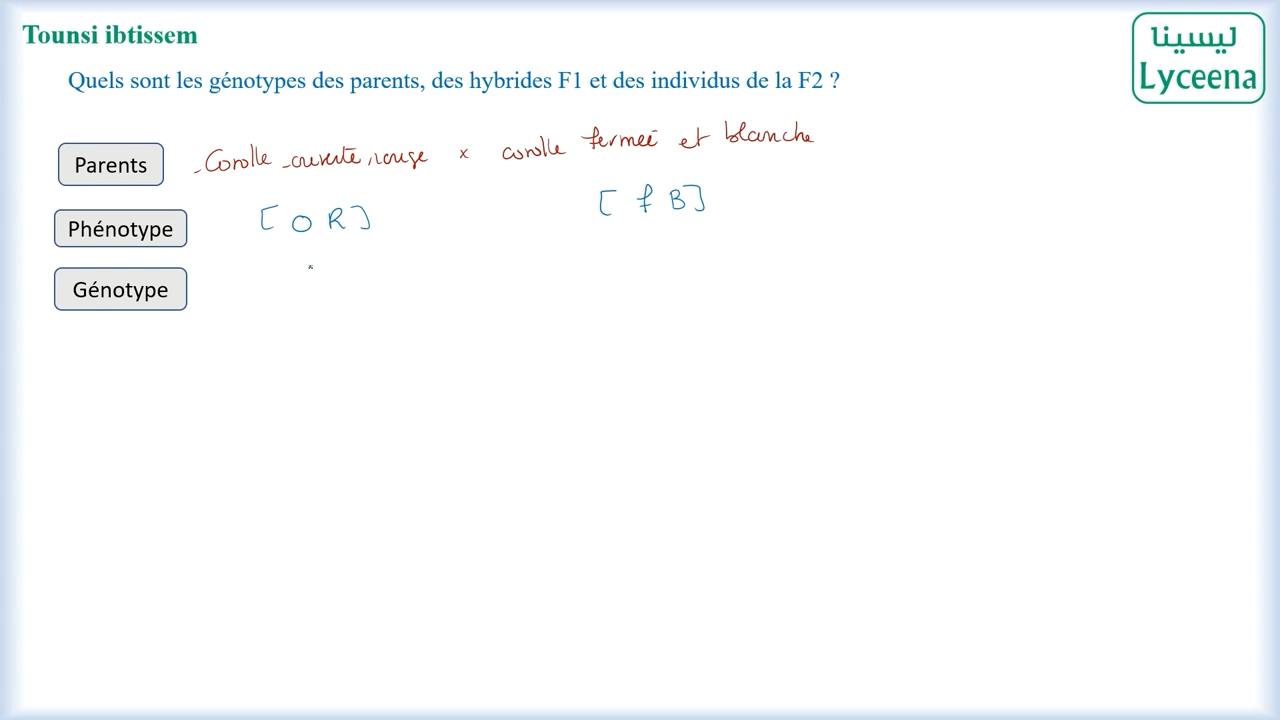 Tounsi ibtissem
ليسينا
Lyceena
Quels sont les génotypes des parents, des hybrides F1 et des individus de la F2 ?
Parents
Corolle ouverte, rouge × corolle fermeé et blanche
Phénotype
[ O R ] [ f B ]
Génotype